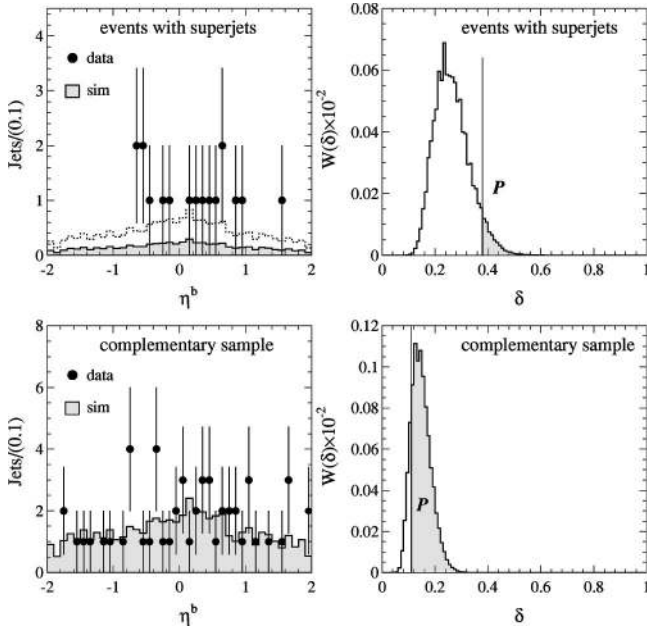 events with superjets
data
sim
Jets/(0.1)
4
3
2
1
0
-2 -1 0 1 2
η^b
events with superjets
W(δ)×10^-2
0.08
0.06
0.04
0.02
0
P
0 0.2 0.4 0.6 0.8 1
δ
complementary sample
data
sim
Jets/(0.1)
8
6
4
2
0
-2 -1 0 1 2
η^b
complementary sample
W(δ)×10^-2
0.12
0.1
0.08
0.06
0.04
0.02
0
P
0 0.2 0.4 0.6 0.8 1
δ